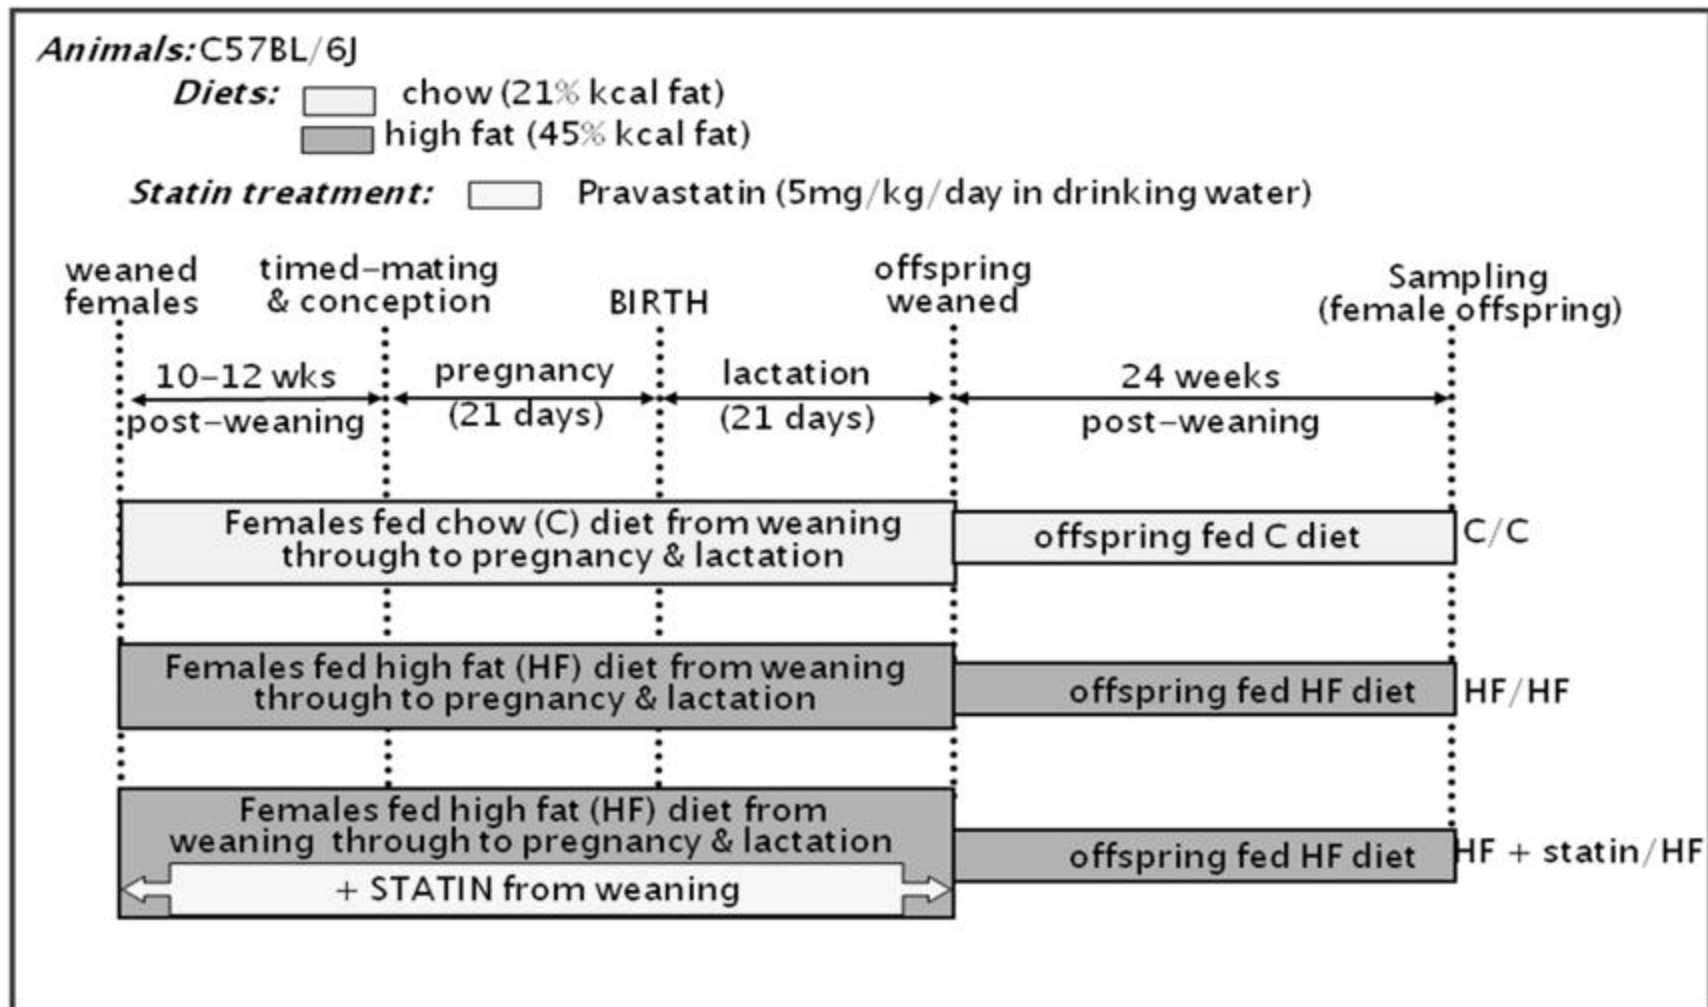 Animals: C57BL/6J
Diets: chow (21% kcal fat)
high fat (45% kcal fat)
Statin treatment: Pravastatin (5mg/kg/day in drinking water)
weaned
females
timed-mating
& conception
BIRTH
offspring
weaned
Sampling
(female offspring)
10-12 wks
post-weaning
pregnancy
(21 days)
lactation
(21 days)
24 weeks
post-weaning
Females fed chow (C) diet from weaning
through to pregnancy & lactation
offspring fed C diet
C/C
Females fed high fat (HF) diet from weaning
through to pregnancy & lactation
offspring fed HF diet
HF/HF
Females fed high fat (HF) diet from
weaning through to pregnancy & lactation
+ STATIN from weaning
offspring fed HF diet
HF + statin/HF